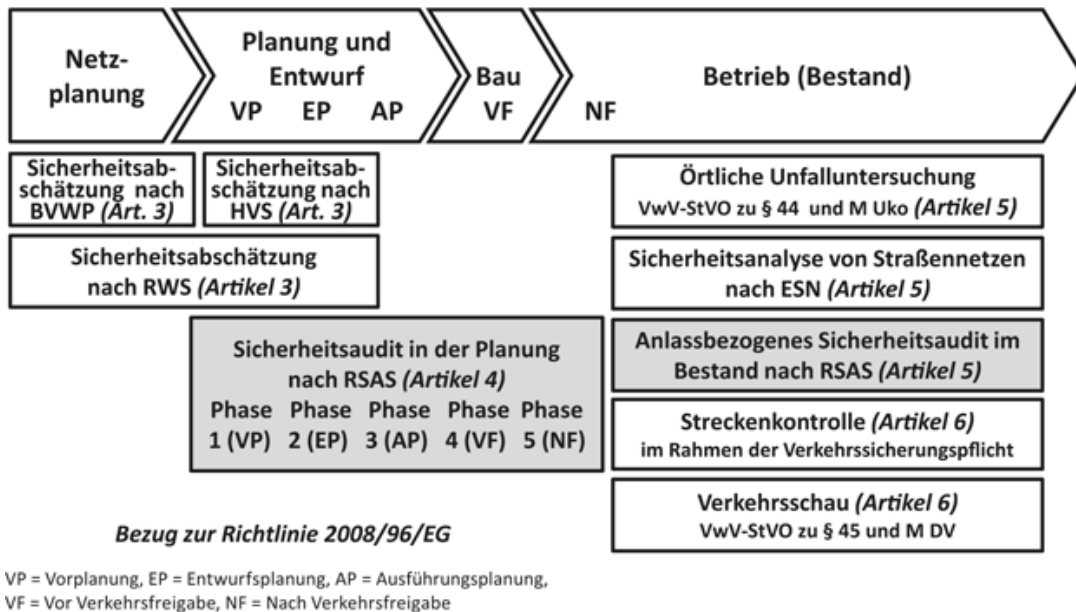 Netz-
planung
Planung und
Entwurf
VP EP AP
Bau
VF
Betrieb (Bestand)
NF
Sicherheitsab-
schätzung nach
BVWP (Art. 3)
Sicherheitsab-
schätzung nach
HVS (Art. 3)
Sicherheitsabschätzung
nach RWS (Artikel 3)
Sicherheitsaudit in der Planung
nach RSAS (Artikel 4)
Phase Phase Phase Phase Phase
1 (VP) 2 (EP) 3 (AP) 4 (VF) 5 (NF)
Örtliche Unfalluntersuchung
VwV-StVO zu § 44 und M Uko (Artikel 5)
Sicherheitsanalyse von Straßennetzen
nach ESN (Artikel 5)
Anlassbezogenes Sicherheitsaudit im
Bestand nach RSAS (Artikel 5)
Streckenkontrolle (Artikel 6)
im Rahmen der Verkehrssicherungspflicht
Verkehrsschau (Artikel 6)
VwV-StVO zu § 45 und M DV
Bezug zur Richtlinie 2008/96/EG
VP = Vorplanung, EP = Entwurfsplanung, AP = Ausführungsplanung,
VF = Vor Verkehrsfreigabe, NF = Nach Verkehrsfreigabe